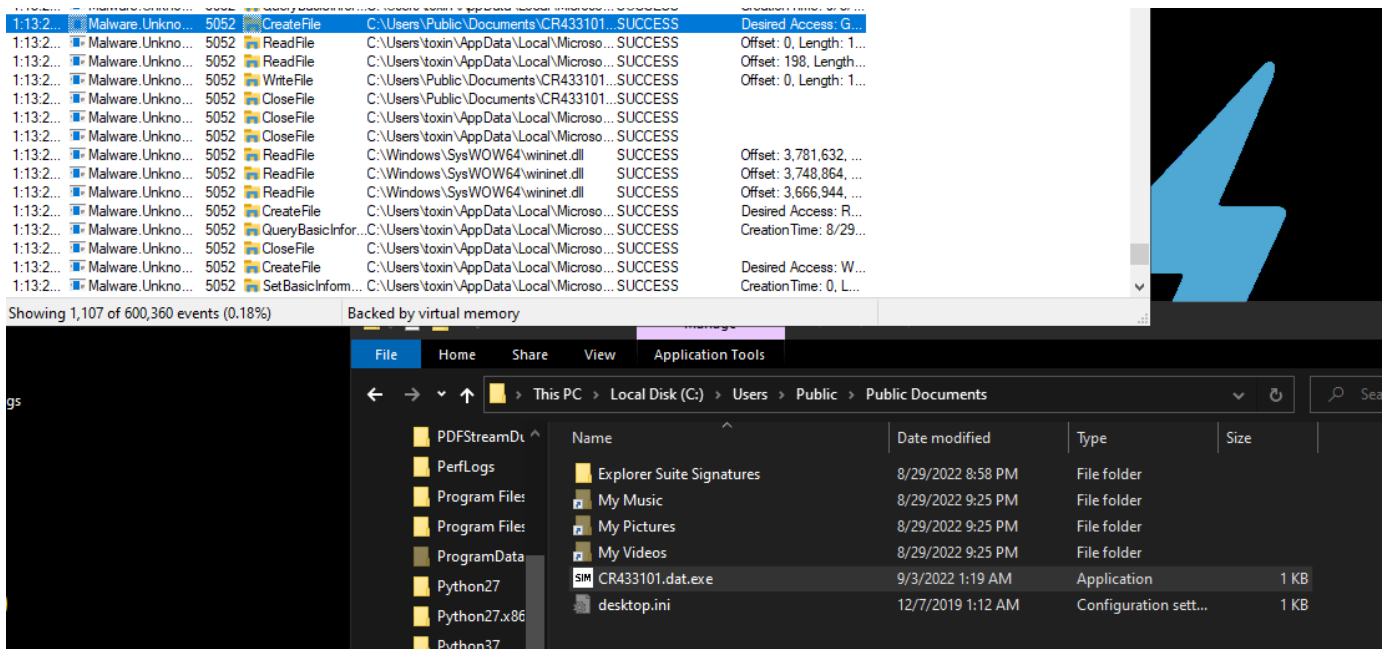 1:13:2... Malware.Unkno... 5052 CreateFile C:\Users\Public\Documents\CR433101...SUCCESS Desired Access: G...
1:13:2... Malware.Unkno... 5052 ReadFile C:\Users\toxin\AppData\Local\Microso...SUCCESS Offset: 0, Length: 1...
1:13:2... Malware.Unkno... 5052 ReadFile C:\Users\toxin\AppData\Local\Microso...SUCCESS Offset: 198, Length...
1:13:2... Malware.Unkno... 5052 WriteFile C:\Users\Public\Documents\CR433101...SUCCESS Offset: 0, Length: 1...
1:13:2... Malware.Unkno... 5052 CloseFile C:\Users\Public\Documents\CR433101...SUCCESS
1:13:2... Malware.Unkno... 5052 CloseFile C:\Users\toxin\AppData\Local\Microso...SUCCESS
1:13:2... Malware.Unkno... 5052 CloseFile C:\Users\toxin\AppData\Local\Microso...SUCCESS
1:13:2... Malware.Unkno... 5052 ReadFile C:\Windows\SysWOW64\wininet.dll SUCCESS Offset: 3,781,632, ...
1:13:2... Malware.Unkno... 5052 ReadFile C:\Windows\SysWOW64\wininet.dll SUCCESS Offset: 3,748,864, ...
1:13:2... Malware.Unkno... 5052 ReadFile C:\Windows\SysWOW64\wininet.dll SUCCESS Offset: 3,666,944, ...
1:13:2... Malware.Unkno... 5052 CreateFile C:\Users\toxin\AppData\Local\Microso...SUCCESS Desired Access: R...
1:13:2... Malware.Unkno... 5052 QueryBasicInfor...C:\Users\toxin\AppData\Local\Microso...SUCCESS CreationTime: 8/29...
1:13:2... Malware.Unkno... 5052 CloseFile C:\Users\toxin\AppData\Local\Microso...SUCCESS
1:13:2... Malware.Unkno... 5052 CreateFile C:\Users\toxin\AppData\Local\Microso...SUCCESS Desired Access: W...
1:13:2... Malware.Unkno... 5052 SetBasicInform... C:\Users\toxin\AppData\Local\Microso...SUCCESS CreationTime: 0, L...
Showing 1,107 of 600,360 events (0.18%) Backed by virtual memory
File Home Share View Application Tools
gs
This PC > Local Disk (C:) > Users > Public > Public Documents Sea
Name Date modified Type Size
PDFStreamDu
PerfLogs
Program Files
Program Files
ProgramData
Python27
Python27.x86
Python37
Explorer Suite Signatures 8/29/2022 8:58 PM File folder
My Music 8/29/2022 9:25 PM File folder
My Pictures 8/29/2022 9:25 PM File folder
My Videos 8/29/2022 9:25 PM File folder
SIM CR433101.dat.exe 9/3/2022 1:19 AM Application 1 KB
desktop.ini 12/7/2019 1:12 AM Configuration sett... 1 KB